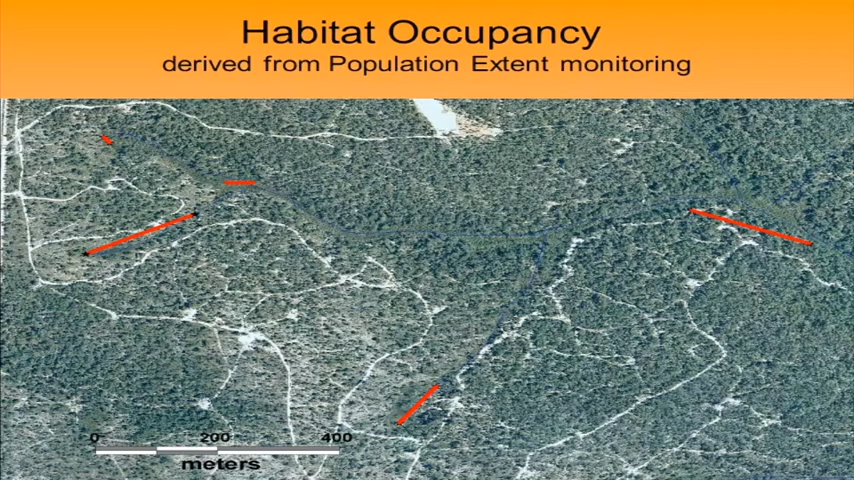 Habitat Occupancy
derived from Population Extent monitoring
0 200 400
meters